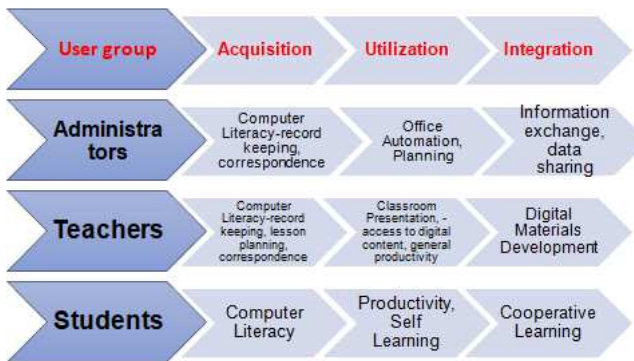 User group
Acquisition
Utilization
Integration
Administra
tors
Computer
Literacy-record
keeping,
correspondence
Office
Automation,
Planning
Information
exchange,
data
sharing
Teachers
Computer
Literacy-record
keeping, lesson
planning,
correspondence
Classroom
Presentation, -
access to digital
content, general
productivity
Digital
Materials
Development
Students
Computer
Literacy
Productivity,
Self
Learning
Cooperative
Learning